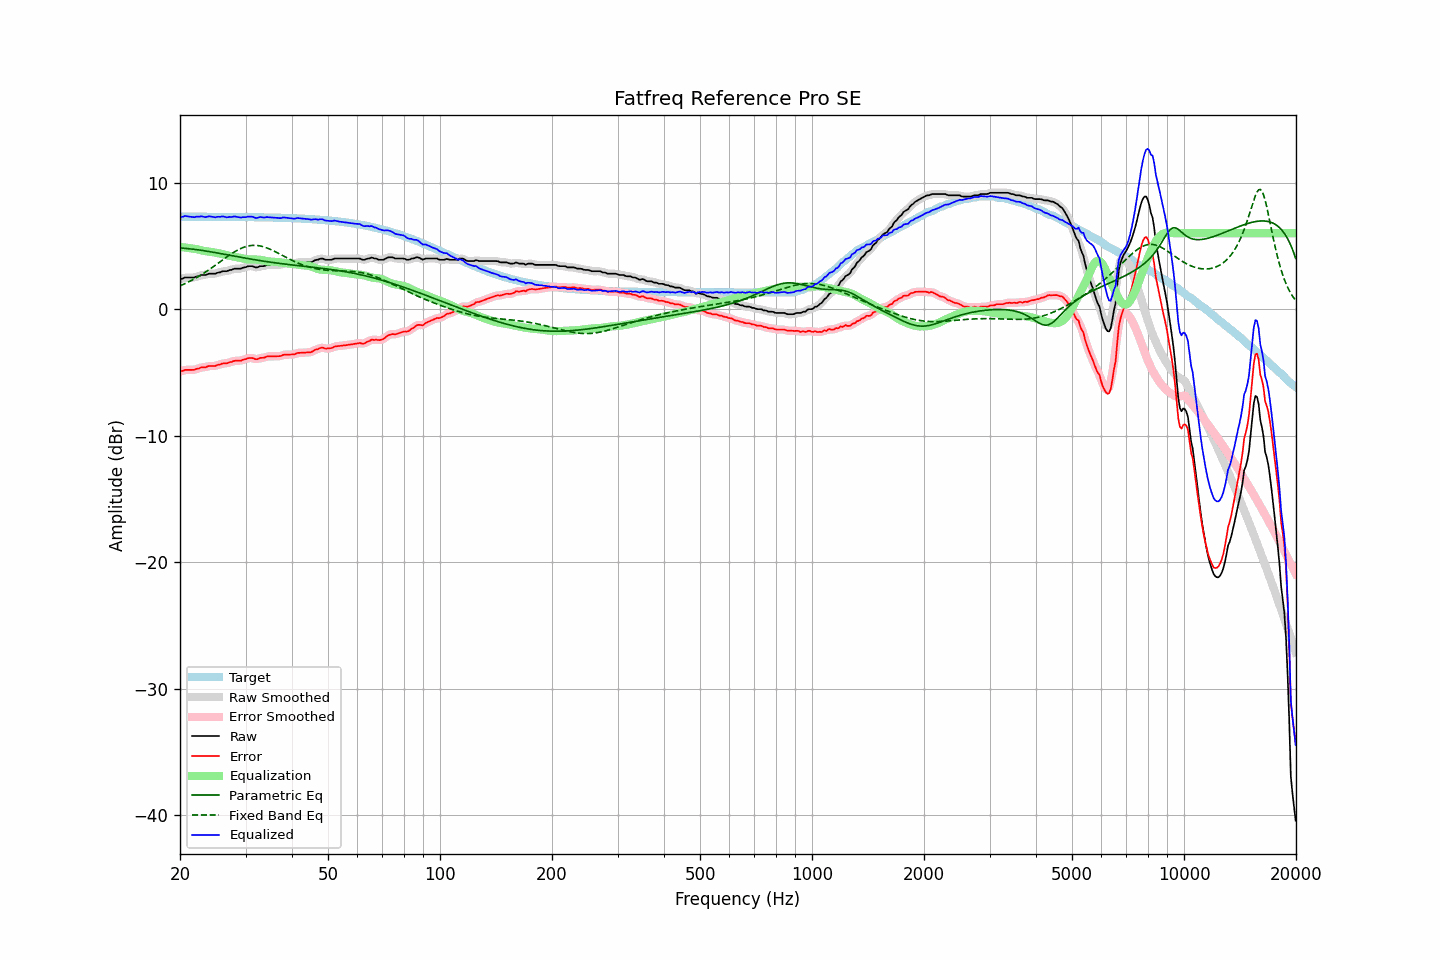 Fatfreq Reference Pro SE
10
0
−10
−20
−30
−40
Amplitude (dBr)
Target
Raw Smoothed
Error Smoothed
Raw
Error
Equalization
Parametric Eq
Fixed Band Eq
Equalized
20 50 100 200 500 1000 2000 5000 10000 20000
Frequency (Hz)